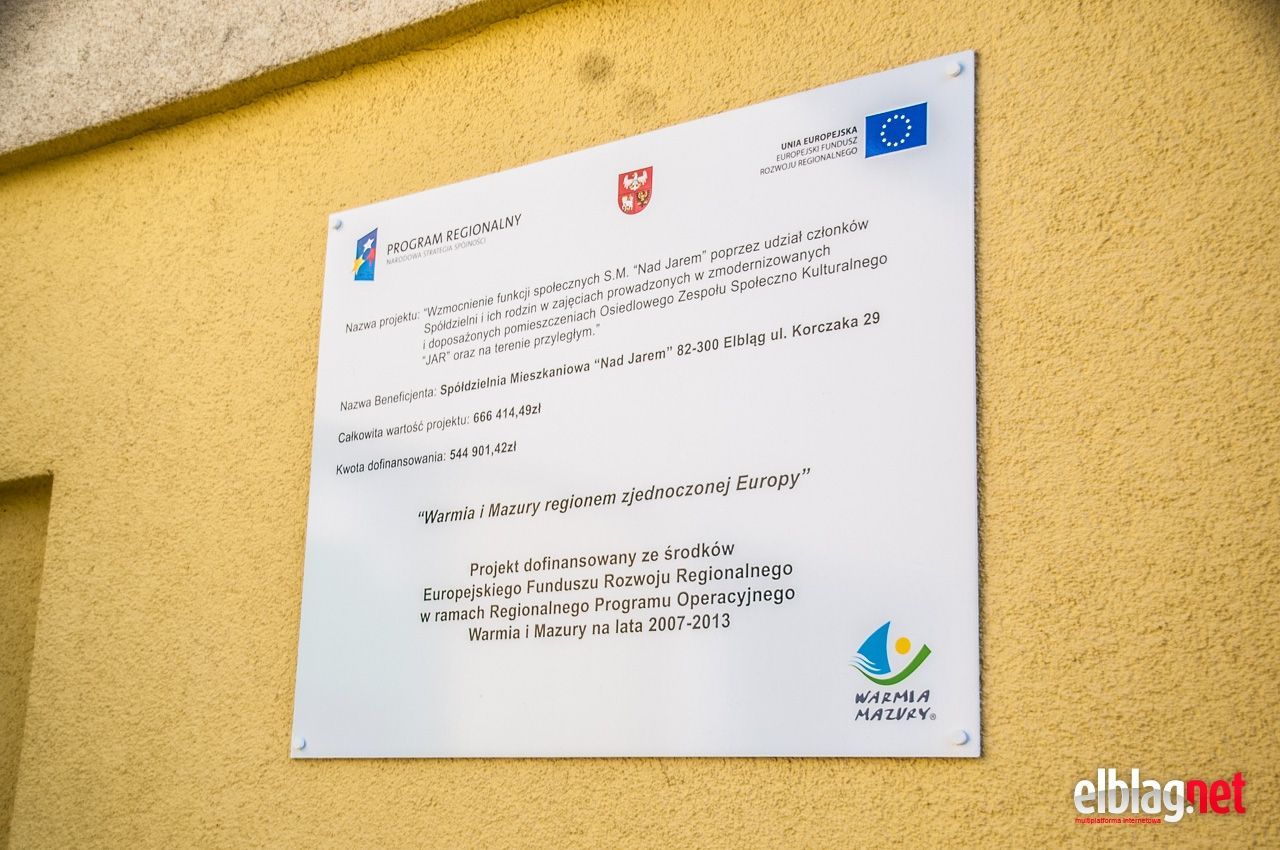 PROGRAM REGIONALNY
NARODOWA STRATEGIA SPÓJNOŚCI
UNIA EUROPEJSKA
EUROPEJSKI FUNDUSZ
ROZWOJU REGIONALNEGO
Nazwa projektu: “Wzmocnienie funkcji społecznych S.M. “Nad Jarem” poprzez udział członków
Spółdzielni i ich rodzin w zajęciach prowadzonych w zmodernizowanych
i doposażonych pomieszczeniach Osiedlowego Zespołu Społeczno Kulturalnego
“JAR” oraz na terenie przyległym.”
Nazwa Beneficjenta: Spółdzielnia Mieszkaniowa “Nad Jarem” 82-300 Elbląg ul. Korczaka 29
Całkowita wartość projektu: 666 414,49zł
Kwota dofinansowania: 544 901,42zł
“Warmia i Mazury regionem zjednoczonej Europy”
Projekt dofinansowany ze środków
Europejskiego Funduszu Rozwoju Regionalnego
w ramach Regionalnego Programu Operacyjnego
Warmia i Mazury na lata 2007-2013
WARMIA
MAZURY®
elblag.net
multiplatforma internetowa